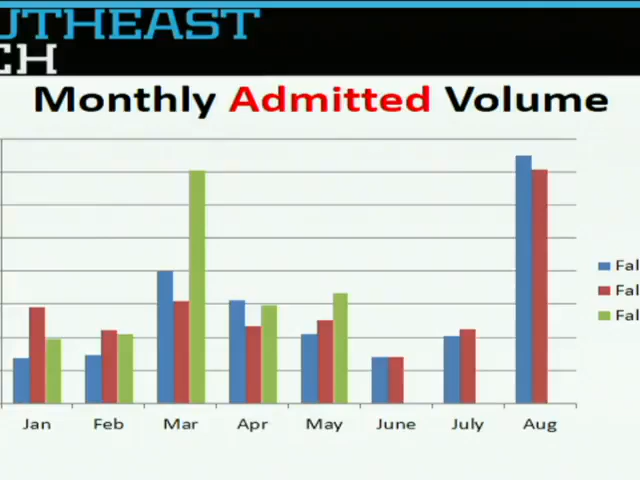 UTHEAST
CH
Monthly Admitted Volume
Fal
Fal
Fal
Jan Feb Mar Apr May June July Aug